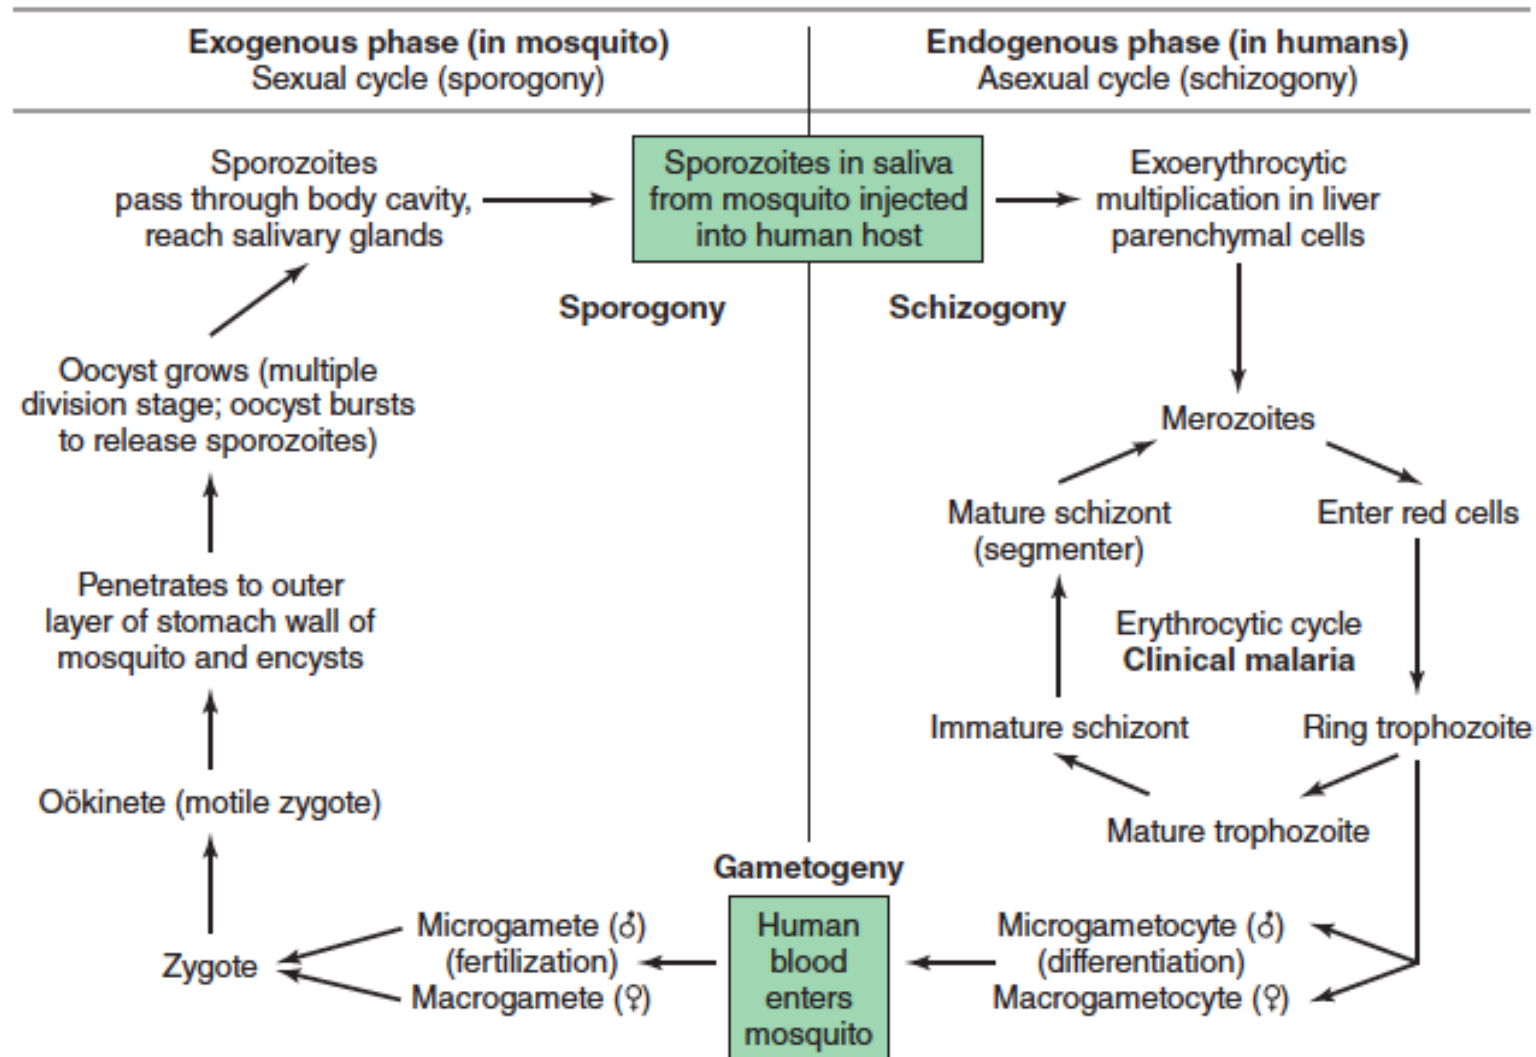 Exogenous phase (in mosquito)
Sexual cycle (sporogony)
Endogenous phase (in humans)
Asexual cycle (schizogony)
Sporozoites
pass through body cavity,
reach salivary glands
Sporozoites in saliva
from mosquito injected
into human host
Exoerythrocytic
multiplication in liver
parenchymal cells
Sporogony
Schizogony
Oocyst grows (multiple
division stage; oocyst bursts
to release sporozoites)
Merozoites
Mature schizont
(segmenter)
Enter red cells
Penetrates to outer
layer of stomach wall of
mosquito and encysts
Erythrocytic cycle
Clinical malaria
Immature schizont
Ring trophozoite
Oökinete (motile zygote)
Mature trophozoite
Gametogeny
Zygote
Microgamete (♂)
(fertilization)
Macrogamete (♀)
Human
blood
enters
mosquito
Microgametocyte (♂)
(differentiation)
Macrogametocyte (♀)